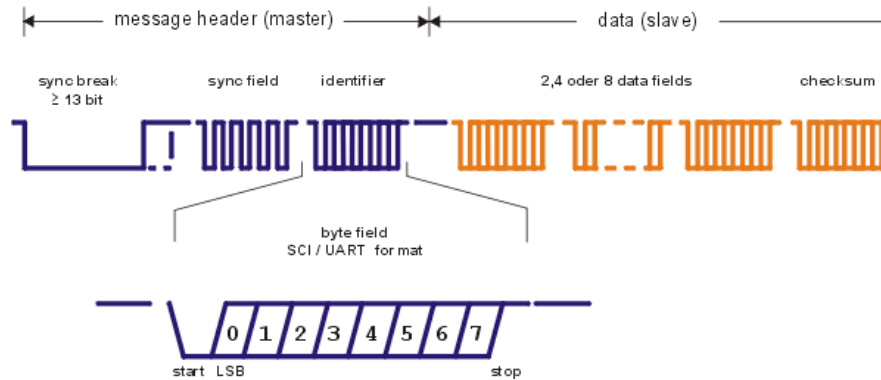 message header (master)
data (slave)
sync break
≥ 13 bit
sync field
identifier
2,4 oder 8 data fields
checksum
byte field
SCI / UART for mat
0 1 2 3 4 5 6 7
start LSB
stop